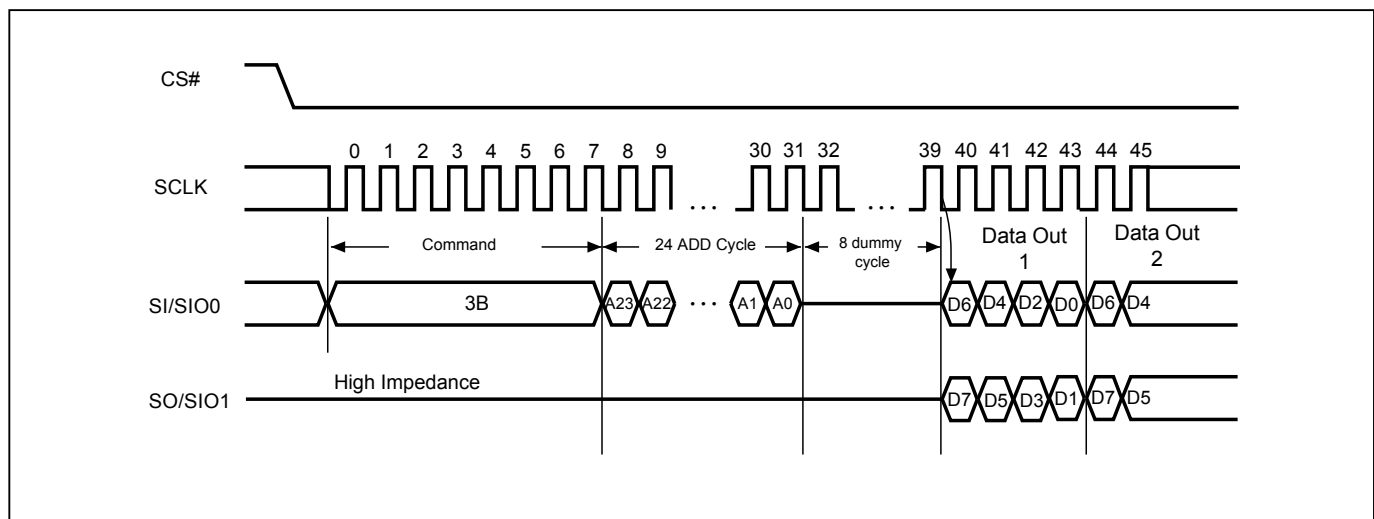 CS#
0 1 2 3 4 5 6 7 8 9 30 31 32 39 40 41 42 43 44 45
SCLK
... ...
Command 24 ADD Cycle 8 dummy cycle Data Out 1 Data Out 2
SI/SIO0 3B A23 A22 ... A1 A0 D6 D4 D2 D0 D6 D4
High Impedance
SO/SIO1 D7 D5 D3 D1 D7 D5